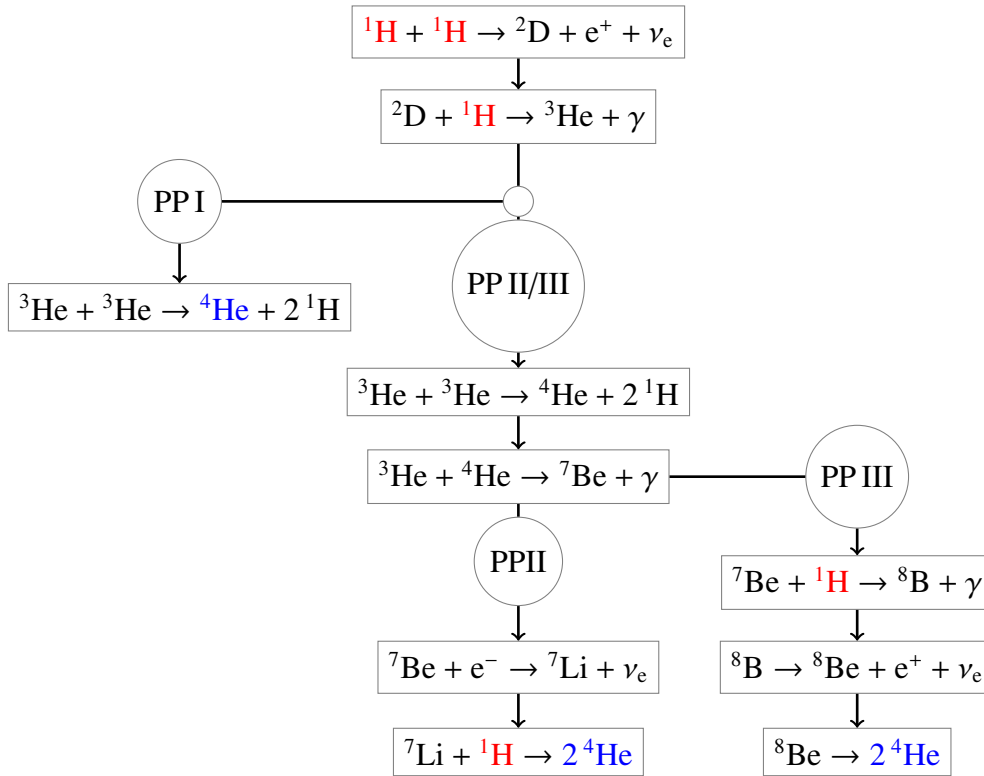 ¹H + ¹H → ²D + e⁺ + νₑ
²D + ¹H → ³He + γ
PP I
³He + ³He → ⁴He + 2 ¹H
PP II/III
³He + ³He → ⁴He + 2 ¹H
³He + ⁴He → ⁷Be + γ
PP III
PPII
⁷Be + ¹H → ⁸B + γ
⁷Be + e⁻ → ⁷Li + νₑ
⁸B → ⁸Be + e⁺ + νₑ
⁷Li + ¹H → 2 ⁴He
⁸Be → 2 ⁴He